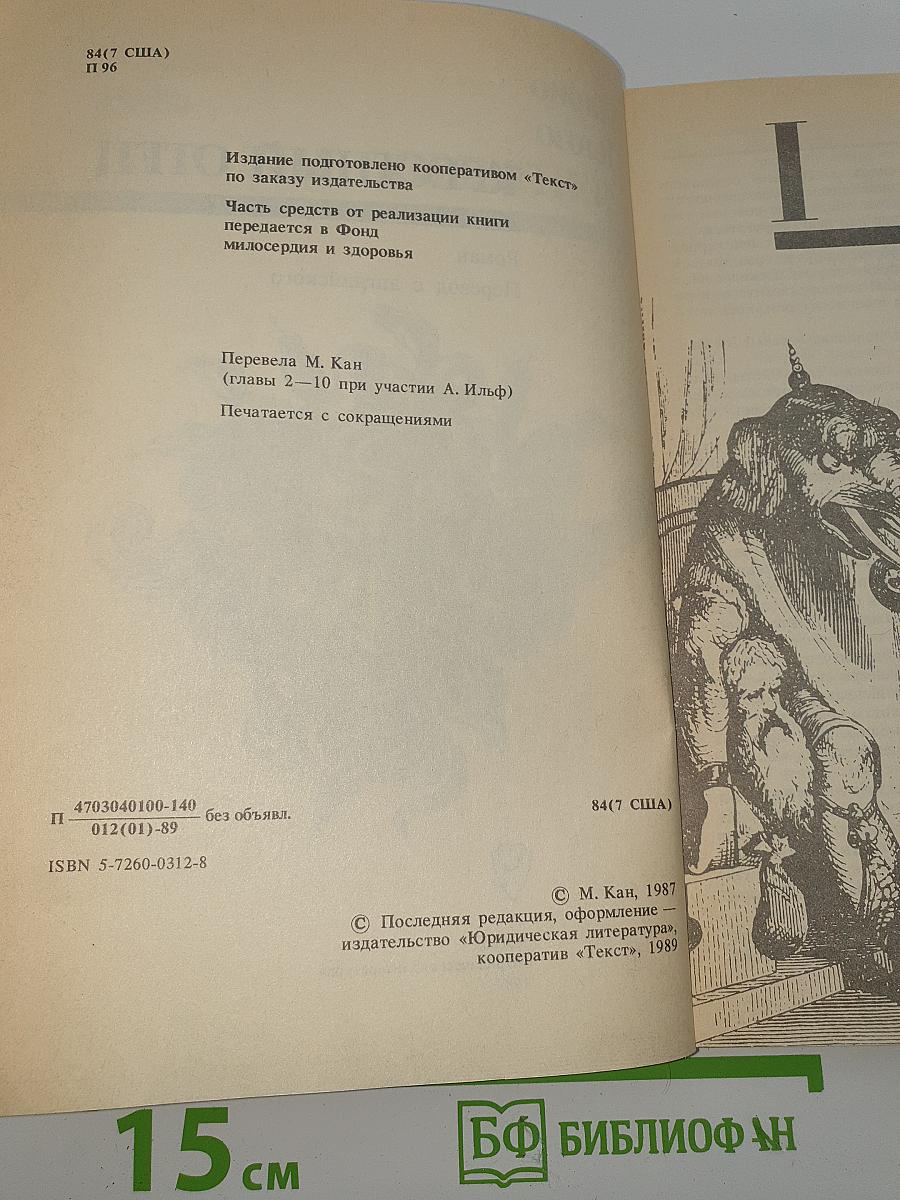 84(7 США)
П 96
Издание подготовлено кооперативом «Текст»
по заказу издательства
Часть средств от реализации книги
передается в Фонд
милосердия и здоровья
Перевела М. Кан
(главы 2—10 при участии А. Ильф)
Печатается с сокращениями
П 4703040100-140 без объявл.
012(01)-89
84(7 США)
ISBN 5-7260-0312-8
© М. Кан, 1987
© Последняя редакция, оформление —
издательство «Юридическая литература»,
кооператив «Текст», 1989
15 см
БФ БИБЛИОФАН